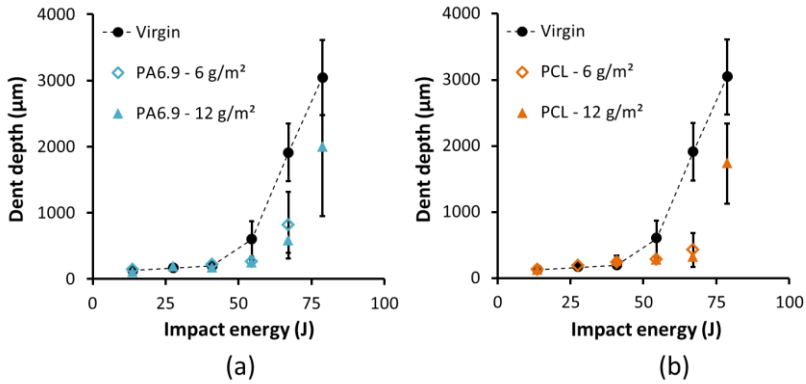 4000
3000
2000
1000
0
Dent depth (µm)
Virgin
PA6.9 - 6 g/m²
PA6.9 - 12 g/m²
0 25 50 75 100
Impact energy (J)
(a)
4000
3000
2000
1000
0
Dent depth (µm)
Virgin
PCL - 6 g/m²
PCL - 12 g/m²
0 25 50 75 100
Impact energy (J)
(b)